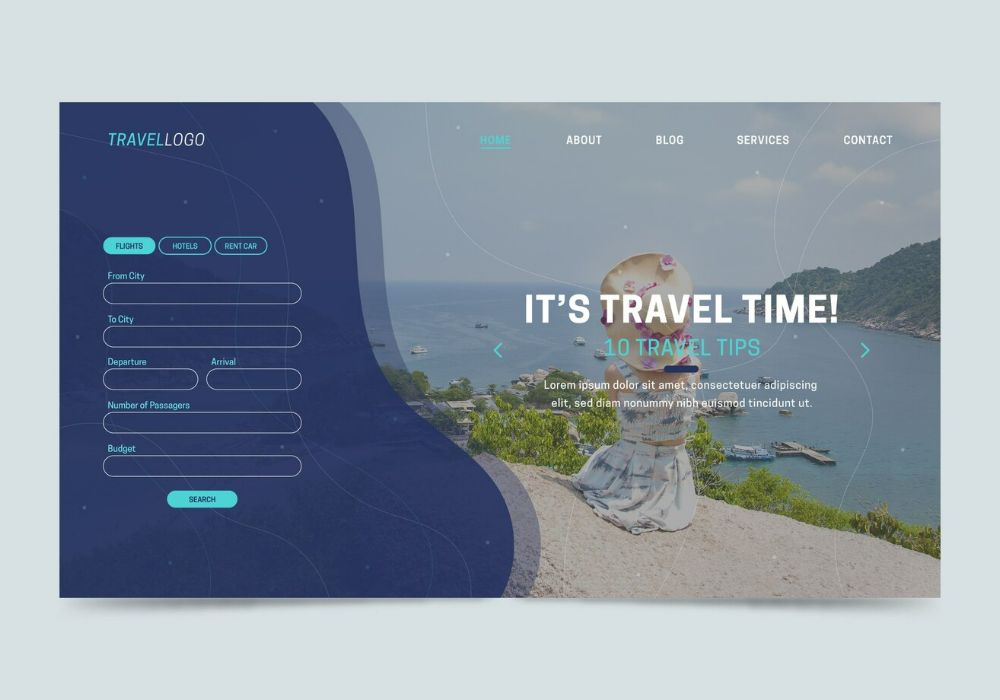 TRAVELLOGO
HOME ABOUT BLOG SERVICES CONTACT
FLIGHTS HOTELS RENT CAR
From City
To City
Departure Arrival
Number of Passagers
Budget
SEARCH
IT'S TRAVEL TIME!
10 TRAVEL TIPS
Lorem ipsum dolor sit amet, consectetuer adipiscing
elit, sed diam nonummy nibh euismod tincidunt ut.